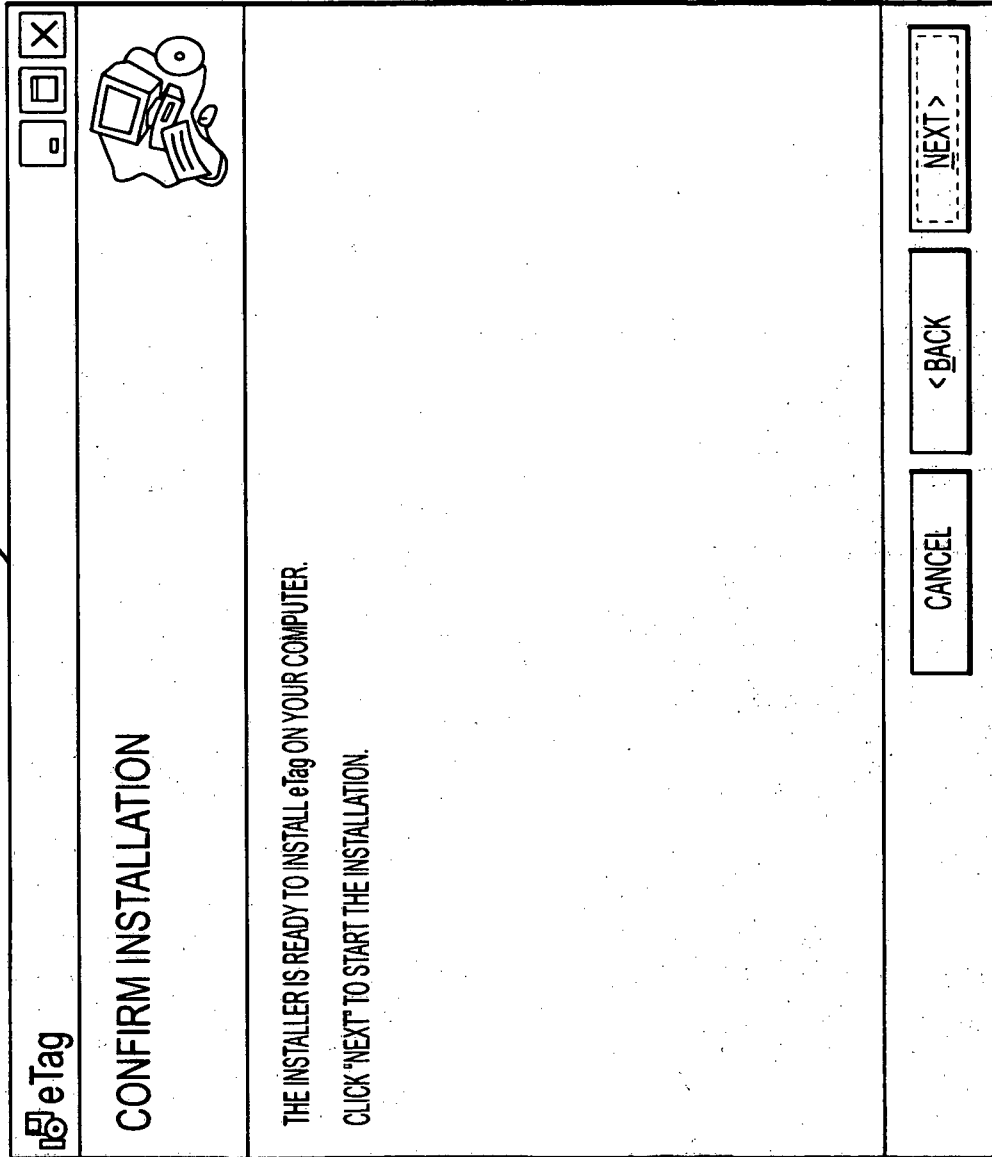 eTag
CONFIRM INSTALLATION
THE INSTALLER IS READY TO INSTALL eTag ON YOUR COMPUTER.
CLICK "NEXT" TO START THE INSTALLATION.
CANCEL
< BACK
NEXT >